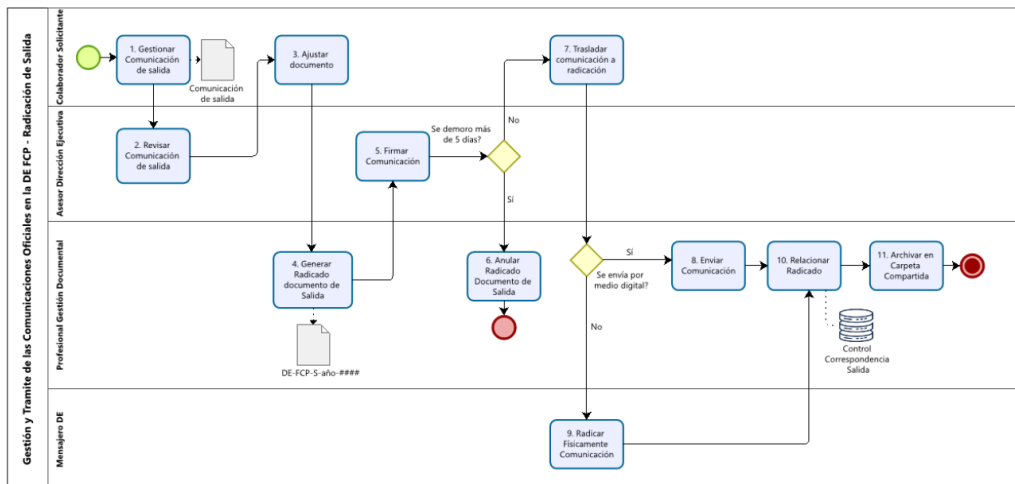 Gestión y Tramite de las Comunicaciones Oficiales en la DE FCP - Radicación de Salida
Colaborador Solicitante
1. Gestionar
Comunicación
de salida
Comunicación
de salida
3. Ajustar
documento
7. Trasladar
comunicación a
radicación
Asesor Dirección Ejecutiva
2. Revisar
Comunicación
de salida
5. Firmar
Comunicación
Se demoro más
de 5 días?
No
Sí
Profesional Gestión Documental
4. Generar
Radicado
documento de
Salida
DE-FCP-S-año-####
6. Anular
Radicado
Documento de
Salida
Sí
Se envía por
medio digital?
No
8. Enviar
Comunicación
10. Relacionar
Radicado
11. Archivar en
Carpeta
Compartida
Control
Correspondencia
Salida
Mensajero DE
9. Radicar
Físicamente
Comunicación